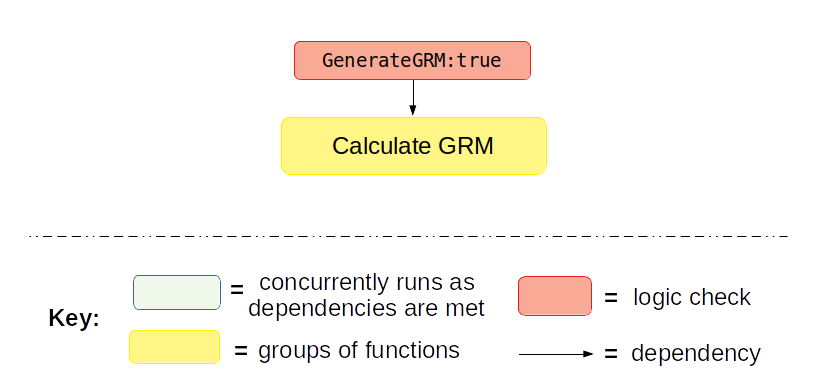 GenerateGRM:true
Calculate GRM
Key:
= concurrently runs as
dependencies are met
= groups of functions
= logic check
= dependency